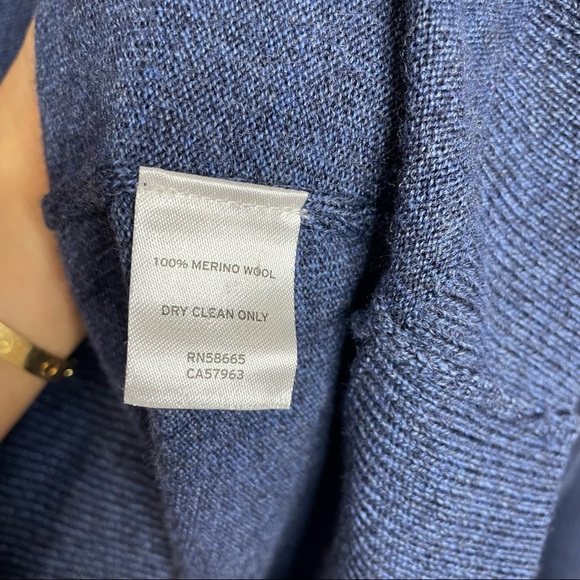 100% MERINO WOOL
DRY CLEAN ONLY
RN58665
CA57963